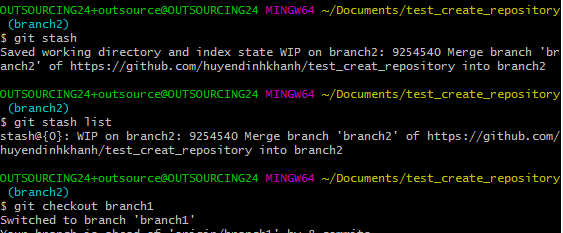 OUTSOURCING24+outsource@OUTSOURCING24 MINGW64 ~/Documents/test_create_repository
(branch2)
$ git stash
Saved working directory and index state WIP on branch2: 9254540 Merge branch 'br
anch2' of https://github.com/huyendinhkhanh/test_creat_repository into branch2
OUTSOURCING24+outsource@OUTSOURCING24 MINGW64 ~/Documents/test_create_repository
(branch2)
$ git stash list
stash@{0}: WIP on branch2: 9254540 Merge branch 'branch2' of https://github.com/
huyendinhkhanh/test_creat_repository into branch2
OUTSOURCING24+outsource@OUTSOURCING24 MINGW64 ~/Documents/test_create_repository
(branch2)
$ git checkout branch1
Switched to branch 'branch1'
Your branch is ahead of 'origin/branch1' by 8 commits